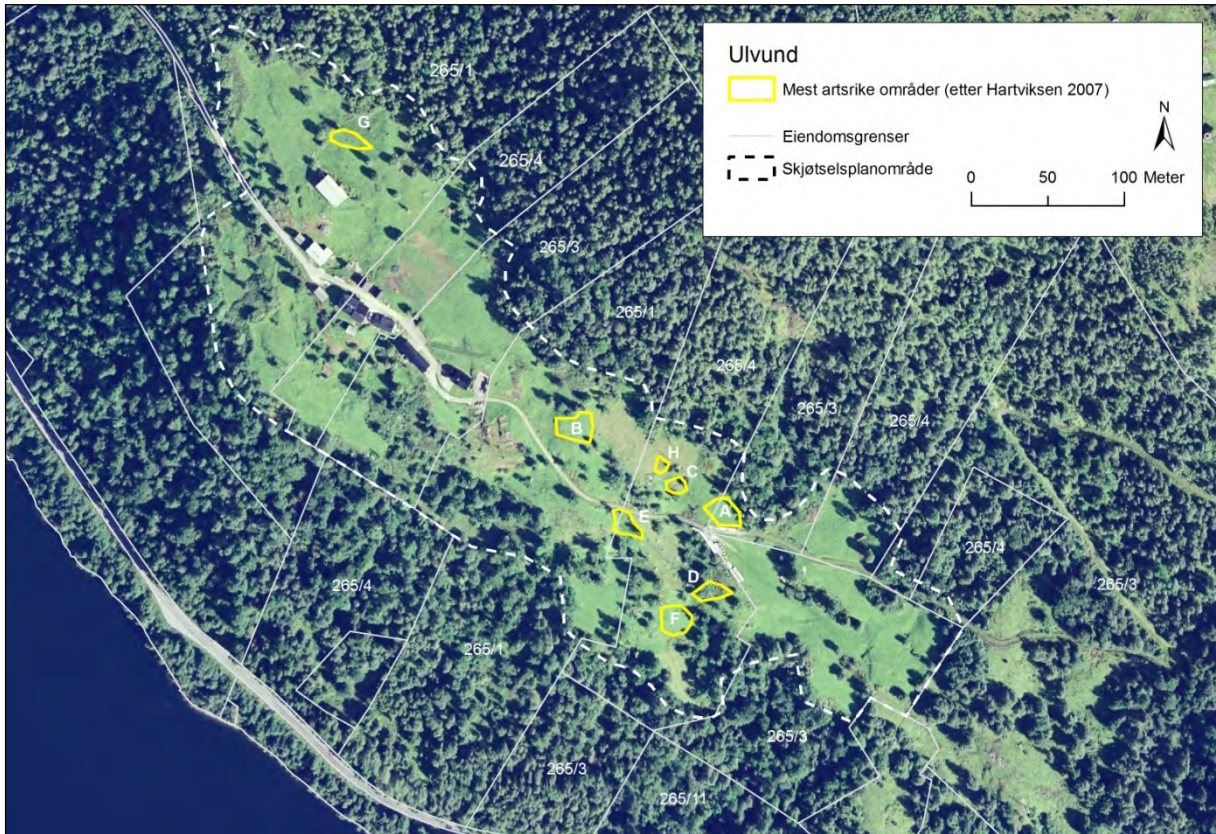 Ulvund
Mest artsrike områder (etter Hartviksen 2007)
N
Eiendomsgrenser
Skjøtselsplanområde
0 50 100 Meter
265/1
G
265/4
265/3
265/1
265/4
265/3
265/4
B
H
C
A
E
265/4
265/3
D
265/4
F
265/1
265/3
265/3
265/11